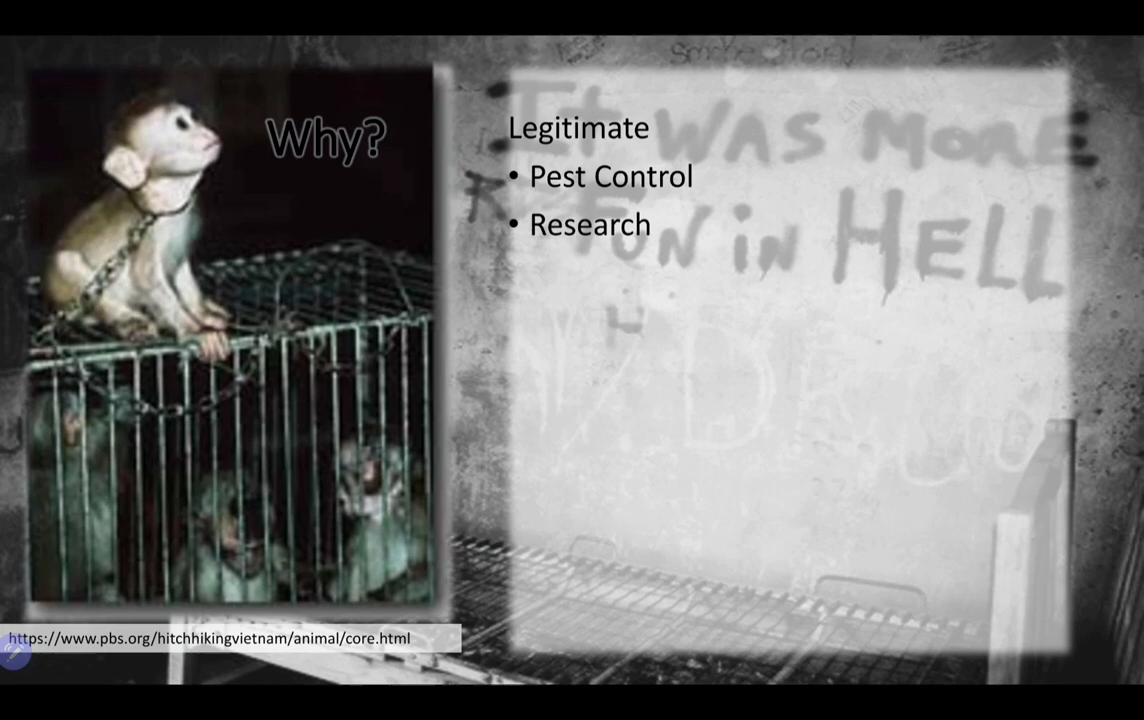 Why?
Legitimate
• Pest Control
• Research
It WAS MORE
FUN in HELL
https://www.pbs.org/hitchhikingvietnam/animal/core.html